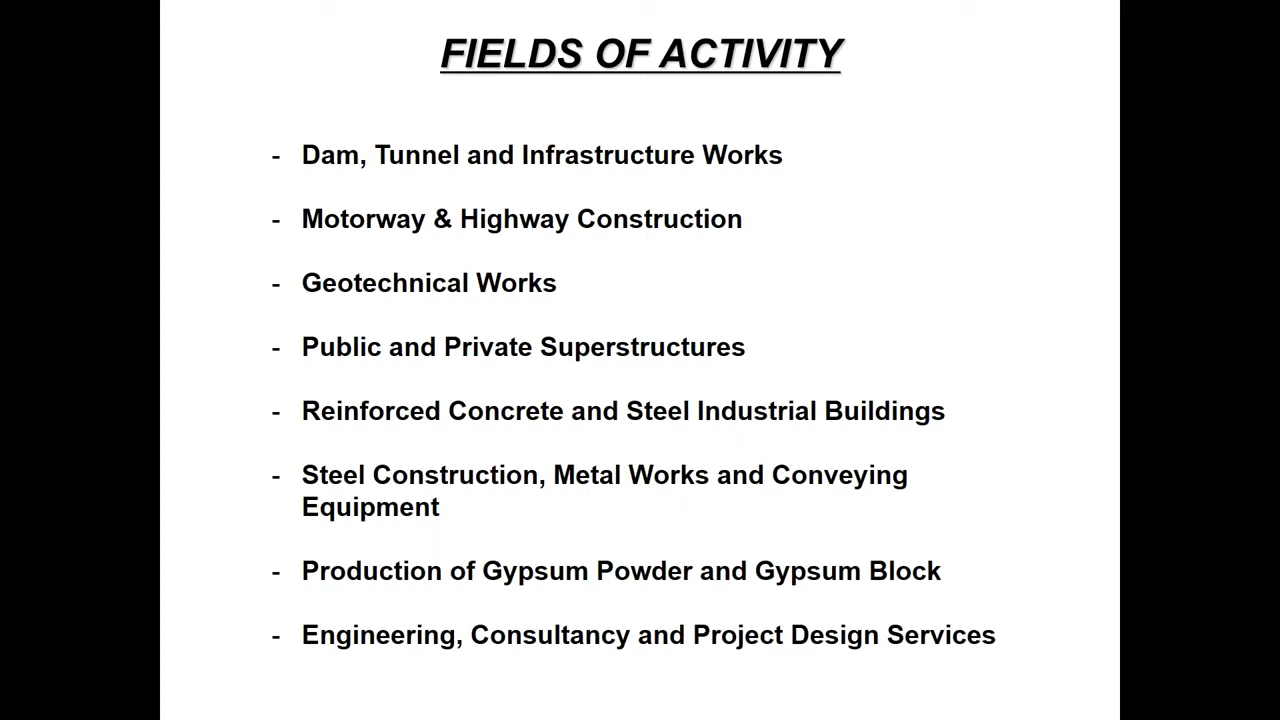 FIELDS OF ACTIVITY
- Dam, Tunnel and Infrastructure Works
- Motorway & Highway Construction
- Geotechnical Works
- Public and Private Superstructures
- Reinforced Concrete and Steel Industrial Buildings
- Steel Construction, Metal Works and Conveying
Equipment
- Production of Gypsum Powder and Gypsum Block
- Engineering, Consultancy and Project Design Services